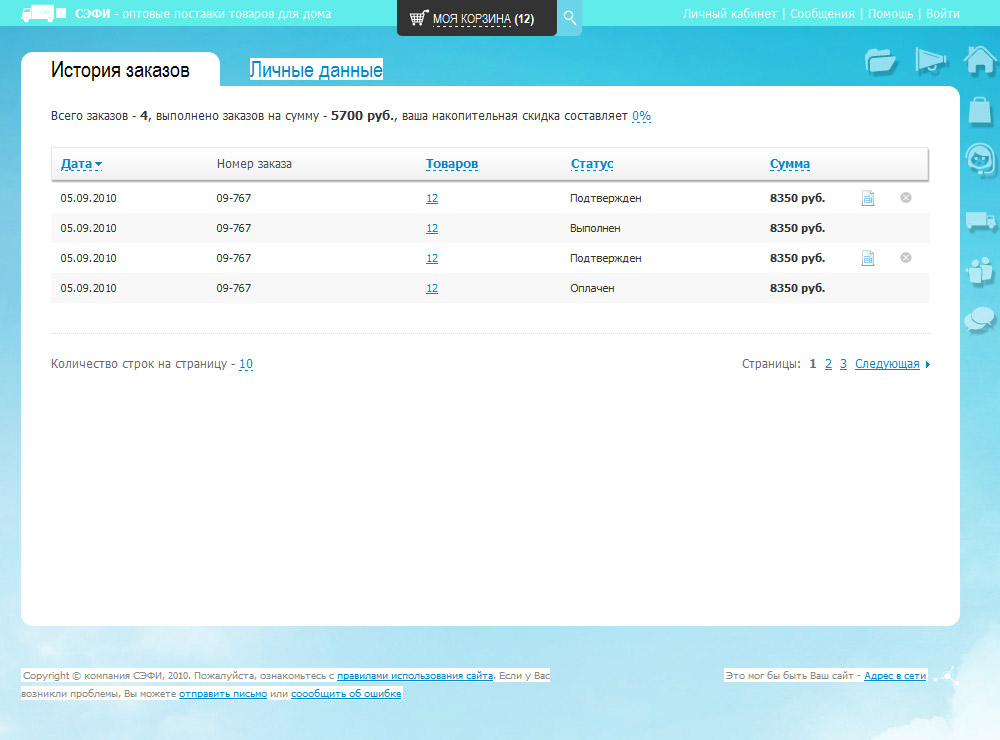 СЭФИ - оптовые поставки товаров для дома
МОЯ КОРЗИНА (12)
Личный кабинет | Сообщения | Помощь | Войти
История заказов
Личные данные
Всего заказов - 4, выполнено заказов на сумму - 5700 руб., ваша накопительная скидка составляет 0%
Дата Номер заказа Товаров Статус Сумма
05.09.2010 09-767 12 Подтвержден 8350 руб.
05.09.2010 09-767 12 Выполнен 8350 руб.
05.09.2010 09-767 12 Подтвержден 8350 руб.
05.09.2010 09-767 12 Оплачен 8350 руб.
Количество строк на страницу - 10
Страницы: 1 2 3 Следующая
Copyright © компания СЭФИ, 2010. Пожалуйста, ознакомьтесь с правилами использования сайта. Если у Вас
возникли проблемы, Вы можете отправить письмо или соообщить об ошибке
Это мог бы быть Ваш сайт - Адрес в сети